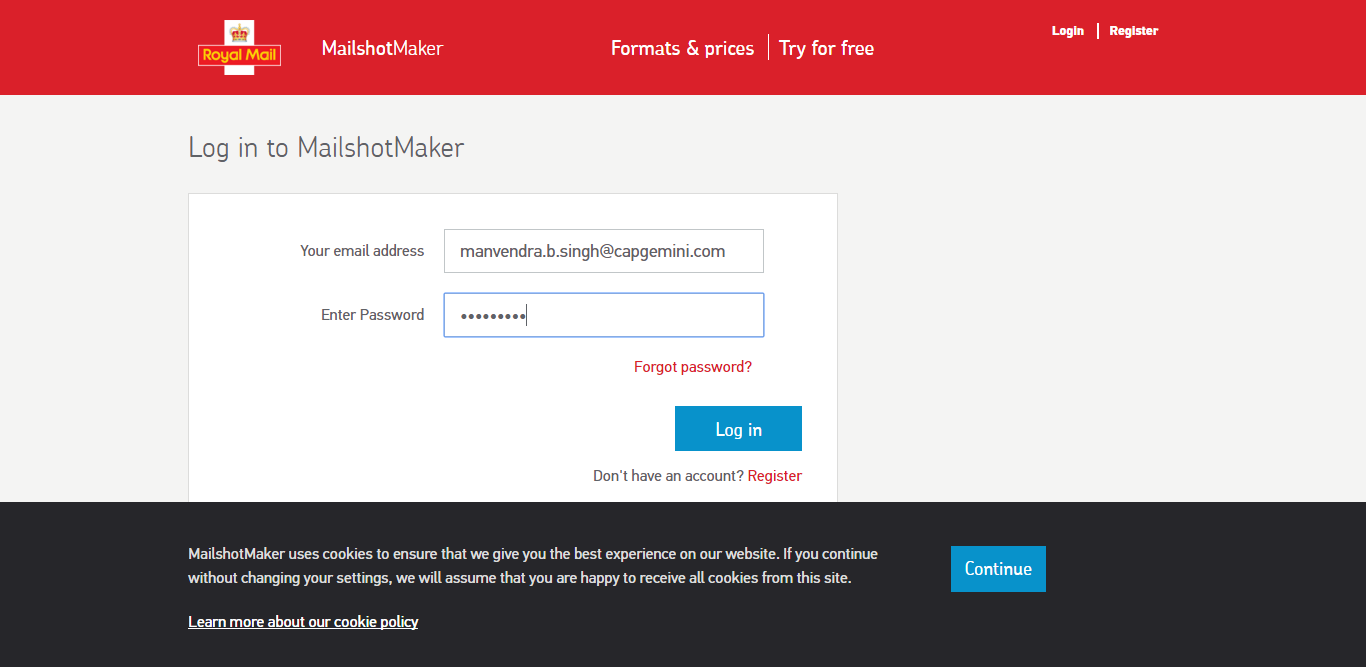 Royal Mail
MailshotMaker
Formats & prices
Try for free
Login
Register
Log in to MailshotMaker
Your email address
manvendra.b.singh@capgemini.com
Enter Password
•••••••••
Forgot password?
Log in
Don't have an account? Register
MailshotMaker uses cookies to ensure that we give you the best experience on our website. If you continue
without changing your settings, we will assume that you are happy to receive all cookies from this site.
Continue
Learn more about our cookie policy